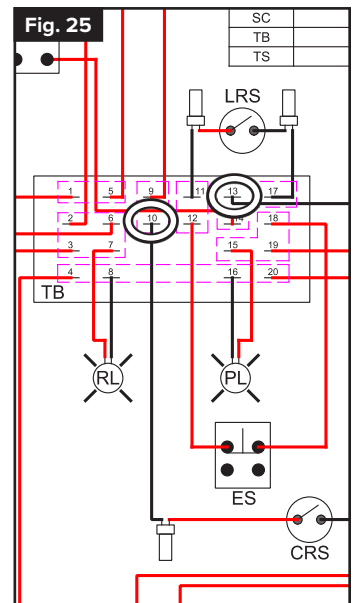 Fig. 25
SC
TB
TS
LRS
1 5 9 11 13 17
2 6 10 12 14 18
3 7 15 19
4 8 16 20
TB
RL
PL
ES
CRS